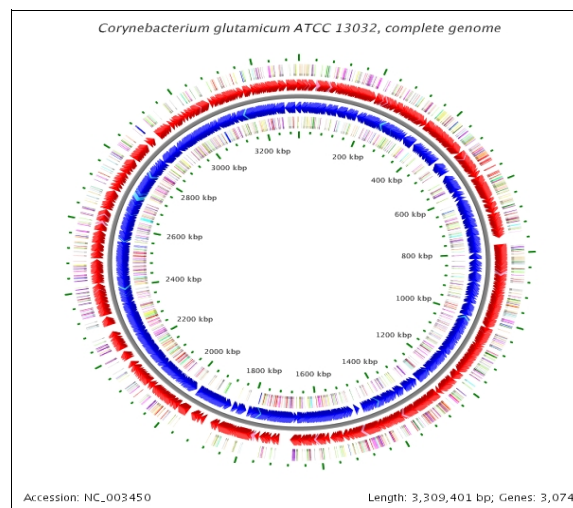 Corynebacterium glutamicum ATCC 13032, complete genome
3200 kbp
200 kbp
3000 kbp
400 kbp
2800 kbp
600 kbp
2600 kbp
800 kbp
2400 kbp
1000 kbp
2200 kbp
1200 kbp
2000 kbp
1400 kbp
1800 kbp
1600 kbp
Accession: NC_003450
Length: 3,309,401 bp; Genes: 3,074